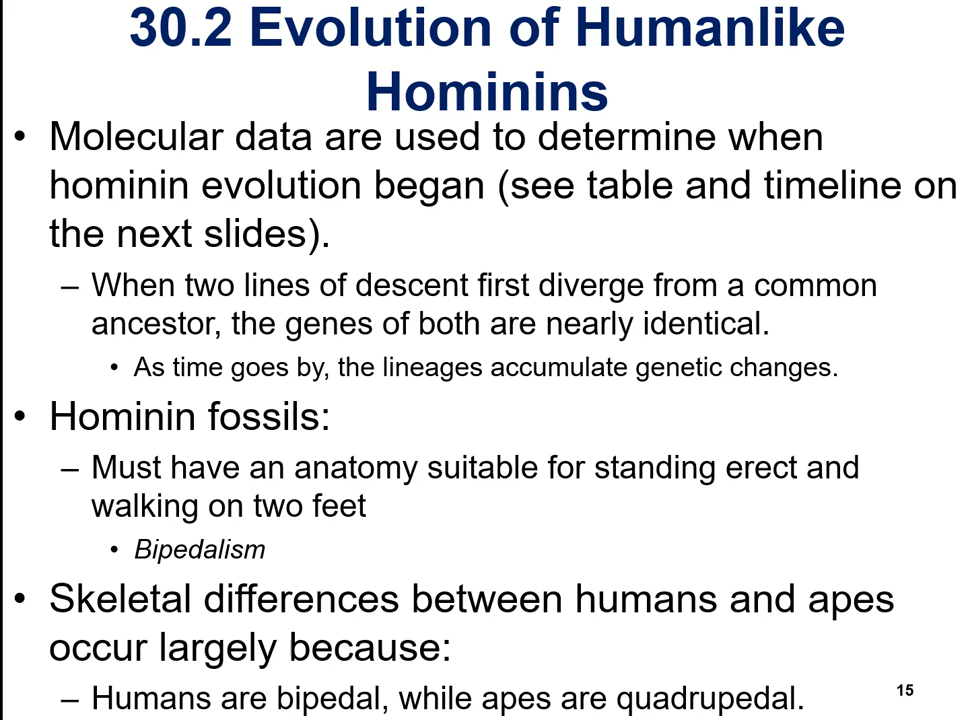 30.2 Evolution of Humanlike
Hominins
• Molecular data are used to determine when
hominin evolution began (see table and timeline on
the next slides).
– When two lines of descent first diverge from a common
ancestor, the genes of both are nearly identical.
• As time goes by, the lineages accumulate genetic changes.
• Hominin fossils:
– Must have an anatomy suitable for standing erect and
walking on two feet
• Bipedalism
• Skeletal differences between humans and apes
occur largely because:
– Humans are bipedal, while apes are quadrupedal.
15